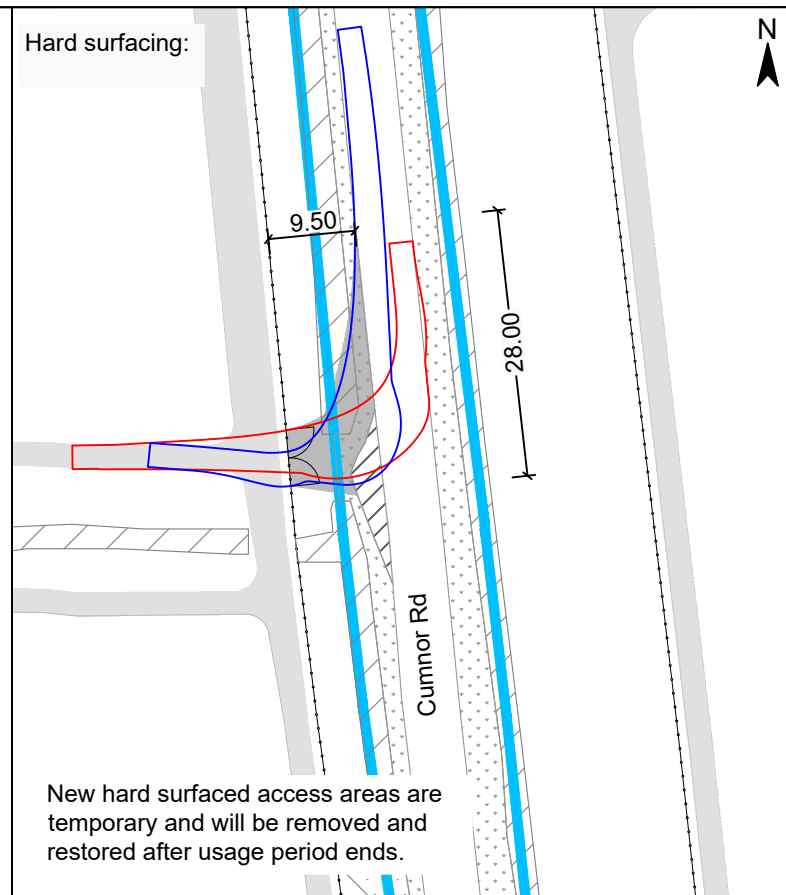 Hard surfacing:
N
9.50
28.00
Cumnor Rd
New hard surfaced access areas are
temporary and will be removed and
restored after usage period ends.